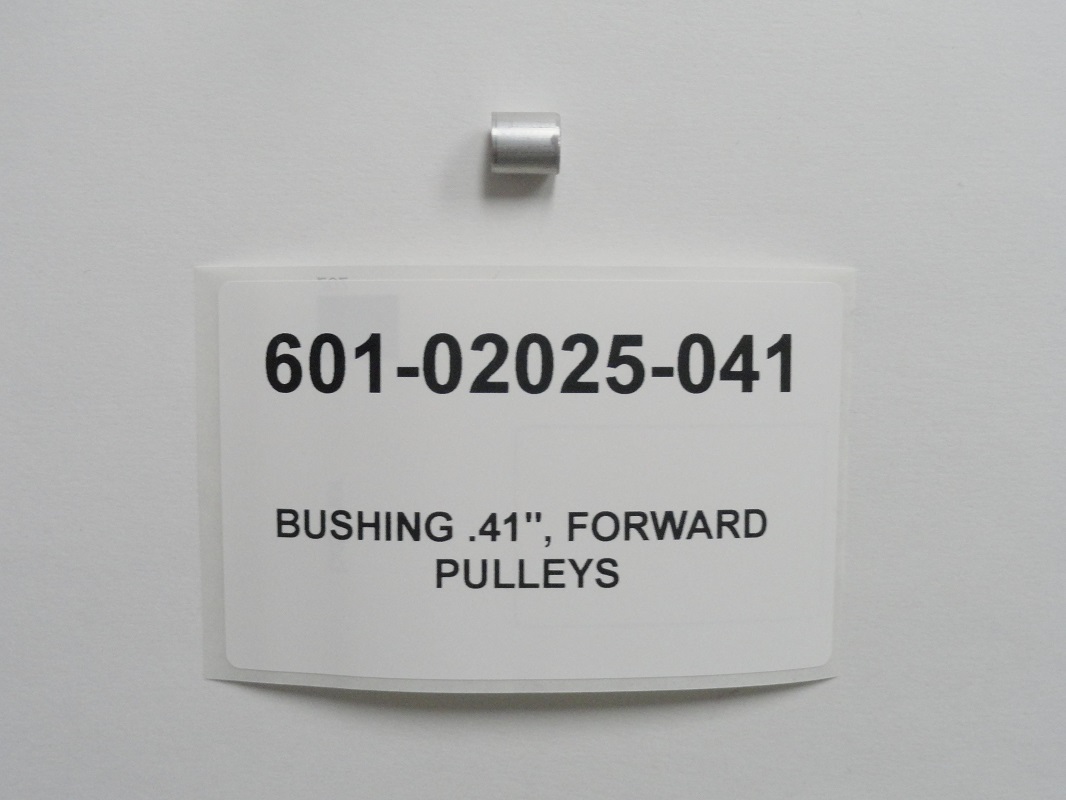 601-02025-041
BUSHING .41", FORWARD
PULLEYS